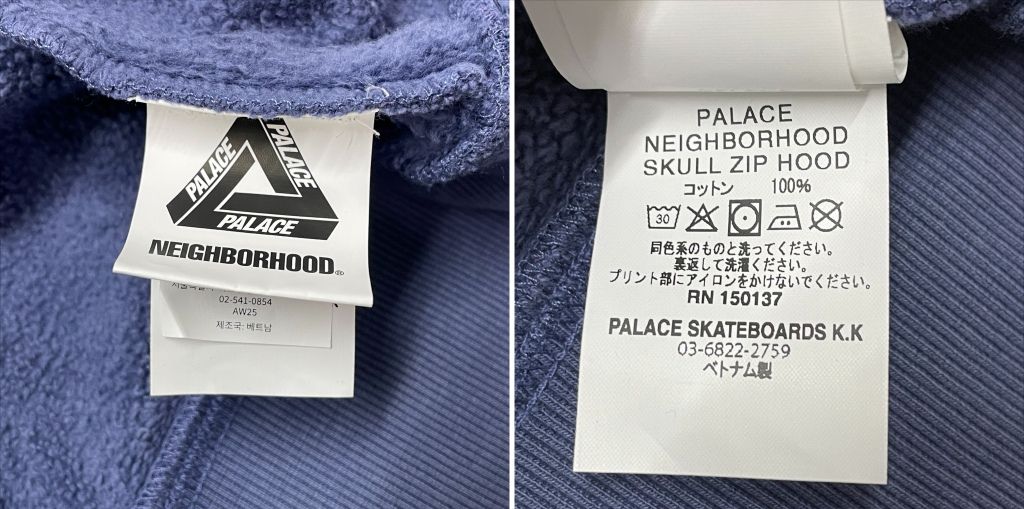 PALACE
PALACE
PALACE
NEIGHBORHOOD
02-541-0854
AW25
제조국: 베트남
PALACE
NEIGHBORHOOD
SKULL ZIP HOOD
コットン 100%
30
同色系のものと洗ってください。
裏返して洗濯ください。
プリント部にアイロンをかけないでください。
RN 150137
PALACE SKATEBOARDS K.K
03-6822-2759
ベトナム製